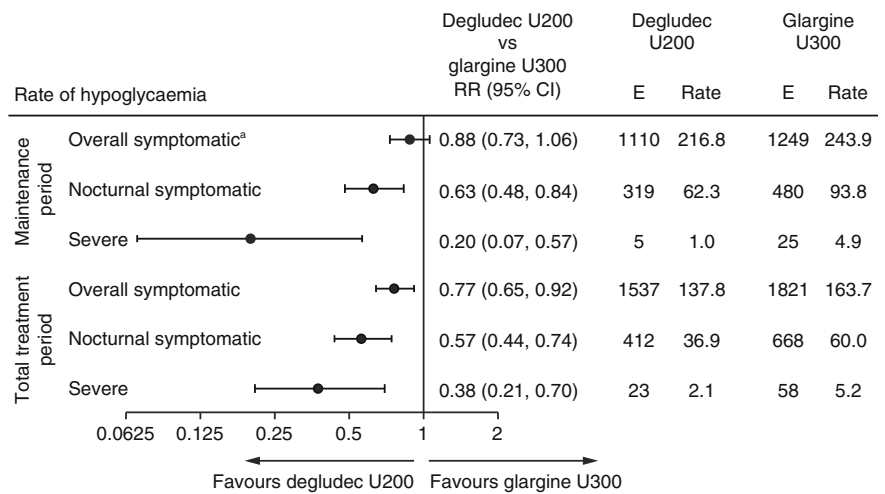 Degludec U200 Degludec Glargine
vs U200 U300
glargine U300
Rate of hypoglycaemia RR (95% CI) E Rate E Rate
Maintenance period
Overall symptomaticᵃ 0.88 (0.73, 1.06) 1110 216.8 1249 243.9
Nocturnal symptomatic 0.63 (0.48, 0.84) 319 62.3 480 93.8
Severe 0.20 (0.07, 0.57) 5 1.0 25 4.9
Total treatment period
Overall symptomatic 0.77 (0.65, 0.92) 1537 137.8 1821 163.7
Nocturnal symptomatic 0.57 (0.44, 0.74) 412 36.9 668 60.0
Severe 0.38 (0.21, 0.70) 23 2.1 58 5.2
0.0625 0.125 0.25 0.5 1 2
Favours degludec U200 Favours glargine U300